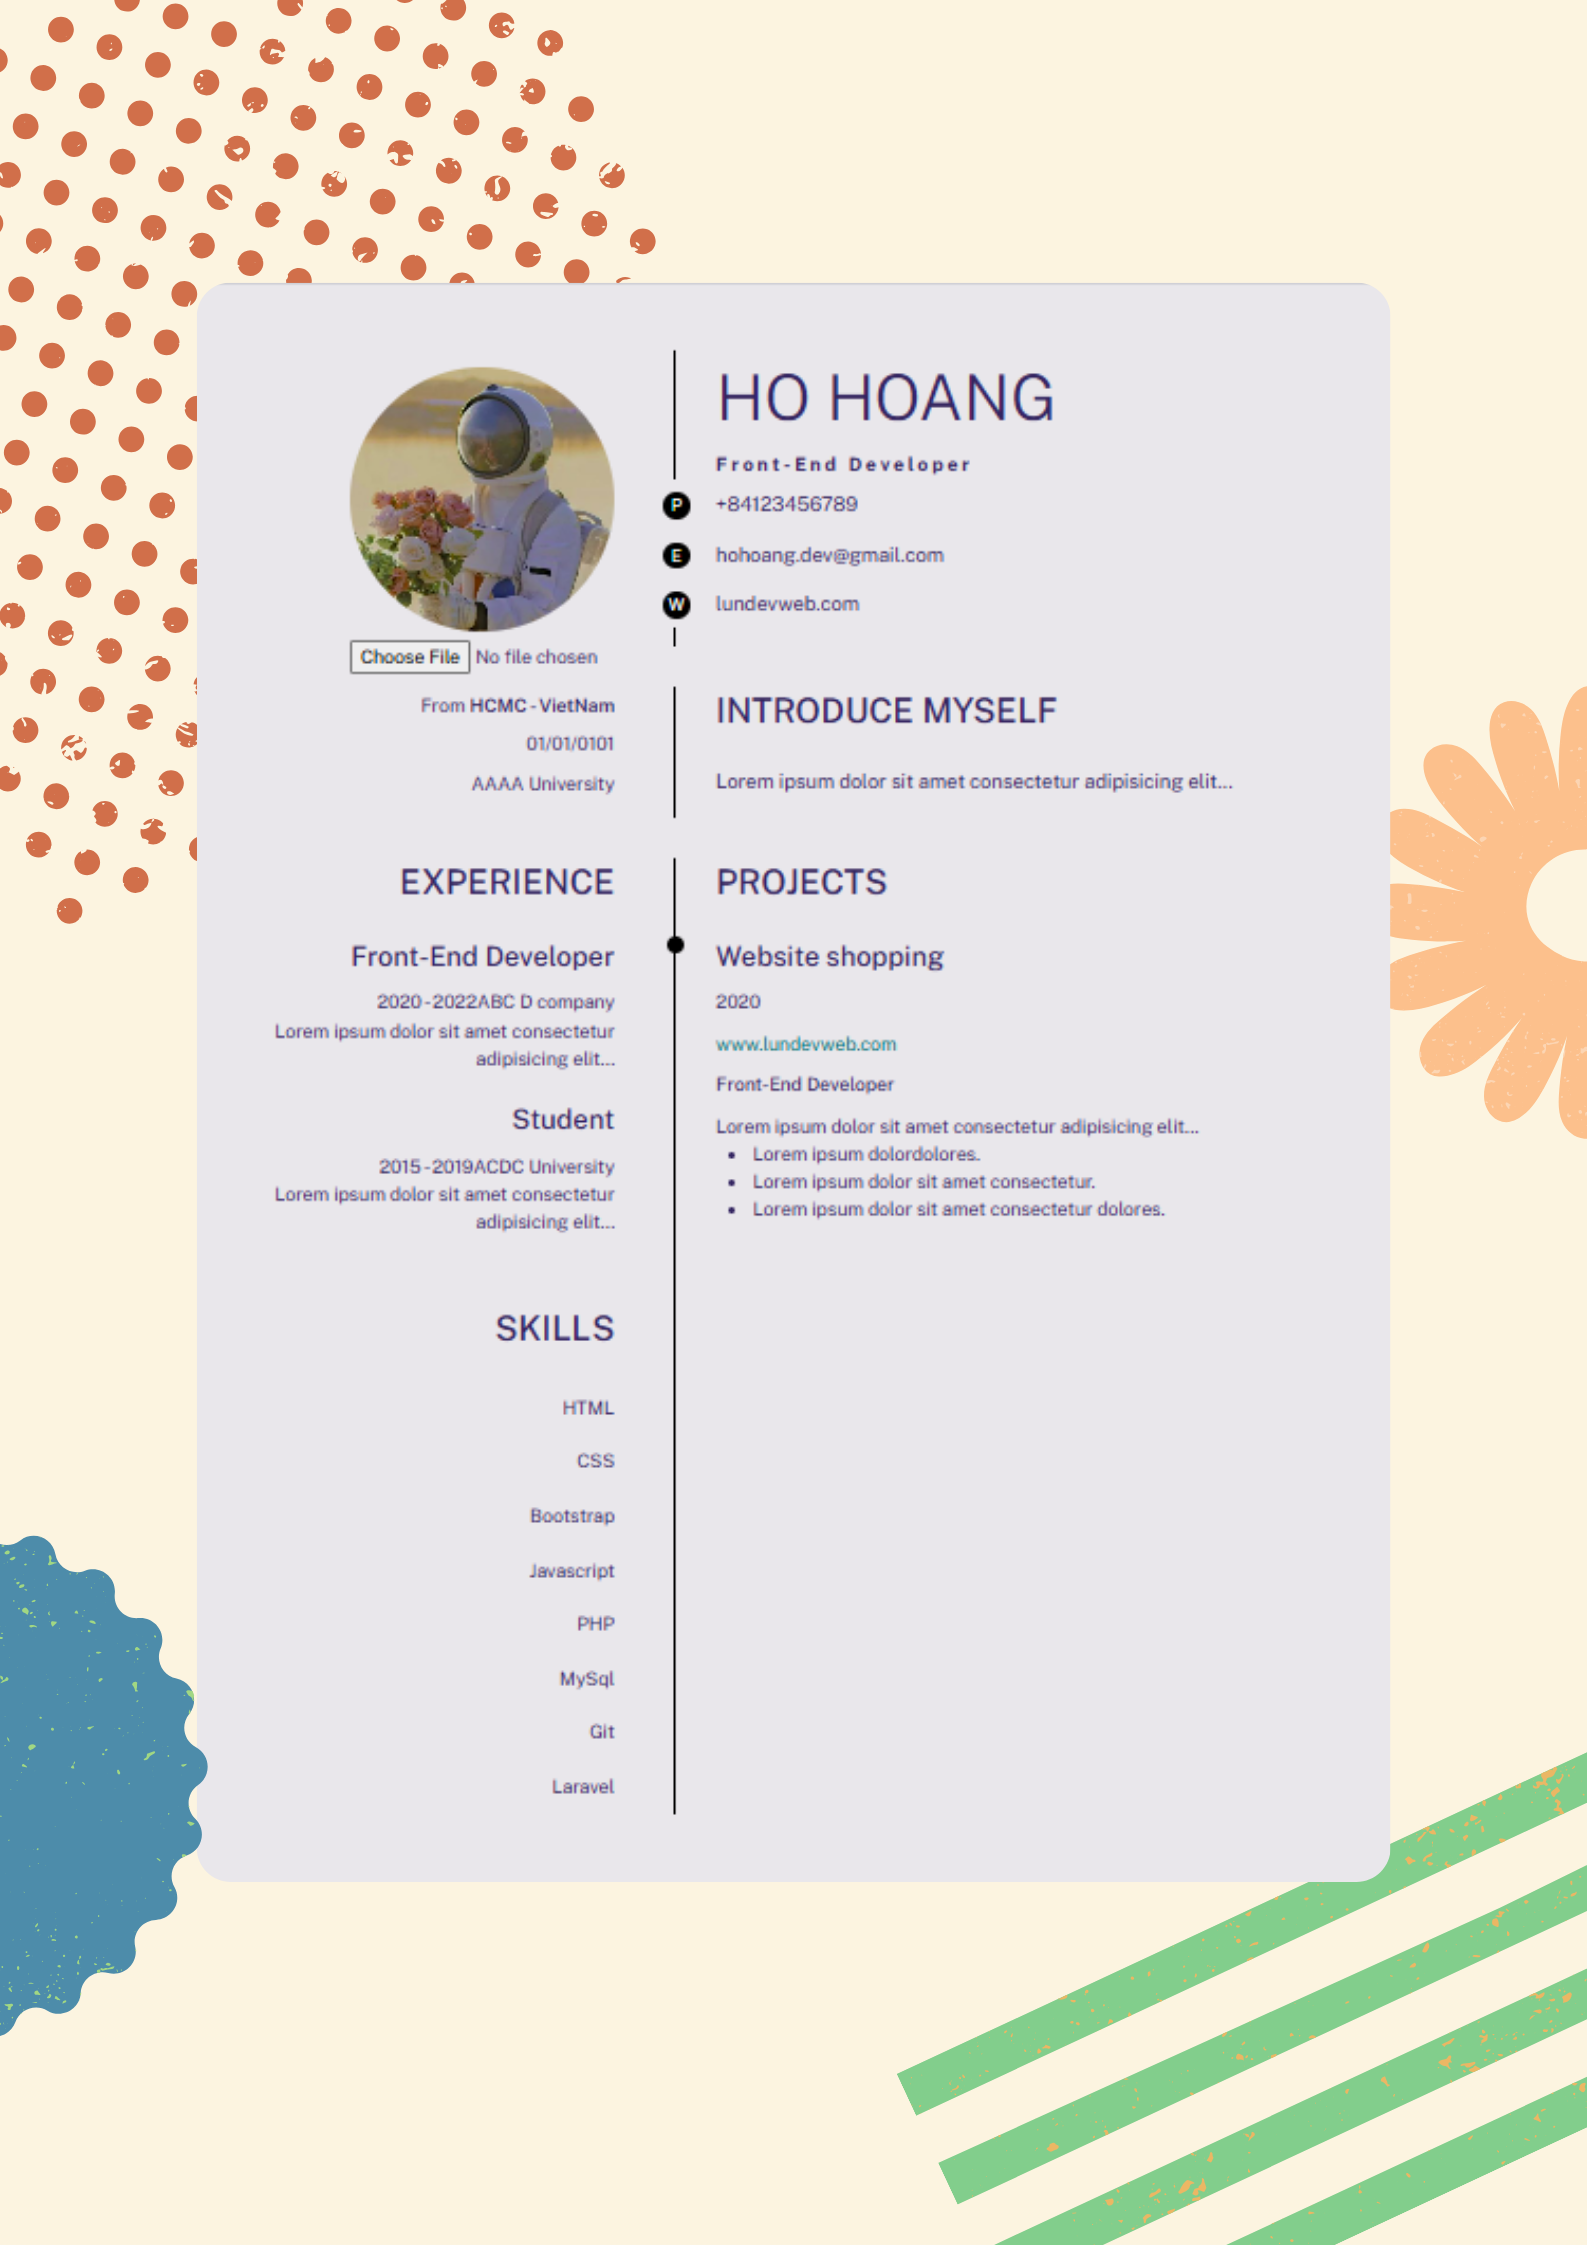 HO HOANG
Front-End Developer
P +84123456789
E hohoang.dev@gmail.com
W lundevweb.com
Choose File No file chosen
From HCMC - VietNam
01/01/0101
AAAA University
INTRODUCE MYSELF
Lorem ipsum dolor sit amet consectetur adipisicing elit...
EXPERIENCE
Front-End Developer
2020 - 2022ABC D company
Lorem ipsum dolor sit amet consectetur
adipisicing elit...
Student
2015 - 2019ACDC University
Lorem ipsum dolor sit amet consectetur
adipisicing elit...
SKILLS
HTML
CSS
Bootstrap
Javascript
PHP
MySql
Git
Laravel
PROJECTS
Website shopping
2020
www.lundevweb.com
Front-End Developer
Lorem ipsum dolor sit amet consectetur adipisicing elit...
• Lorem ipsum dolordolores.
• Lorem ipsum dolor sit amet consectetur.
• Lorem ipsum dolor sit amet consectetur dolores.